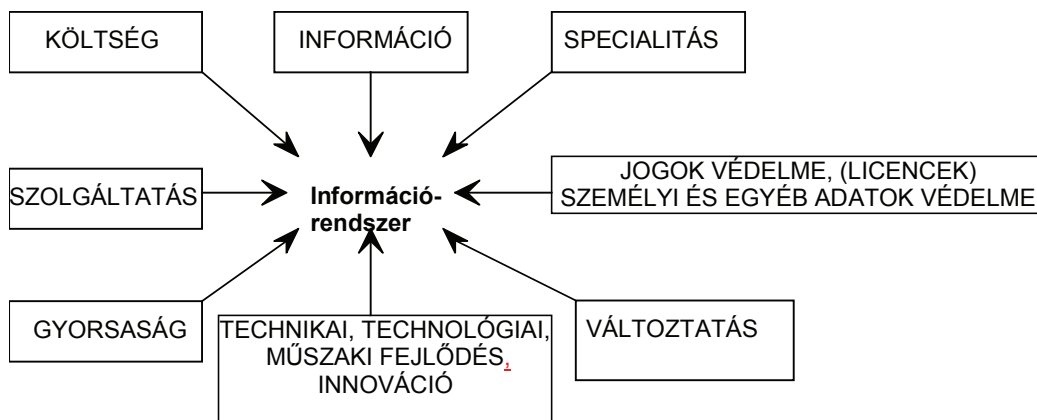 KÖLTSÉG
INFORMÁCIÓ
SPECIALITÁS
SZOLGÁLTATÁS
Információ-
rendszer
JOGOK VÉDELME, (LICENCEK)
SZEMÉLYI ÉS EGYÉB ADATOK VÉDELME
GYORSASÁG
TECHNIKAI, TECHNOLÓGIAI,
MŰSZAKI FEJLŐDÉS,
INNOVÁCIÓ
VÁLTOZTATÁS